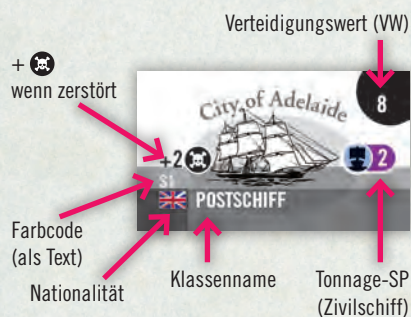 Verteidigungswert (VW)
+
wenn zerstört
City of Adelaide
8
+2
2
S1
POSTSCHIFF
Farbcode
(als Text)
Nationalität
Klassenname
Tonnage-SP
(Zivilschiff)